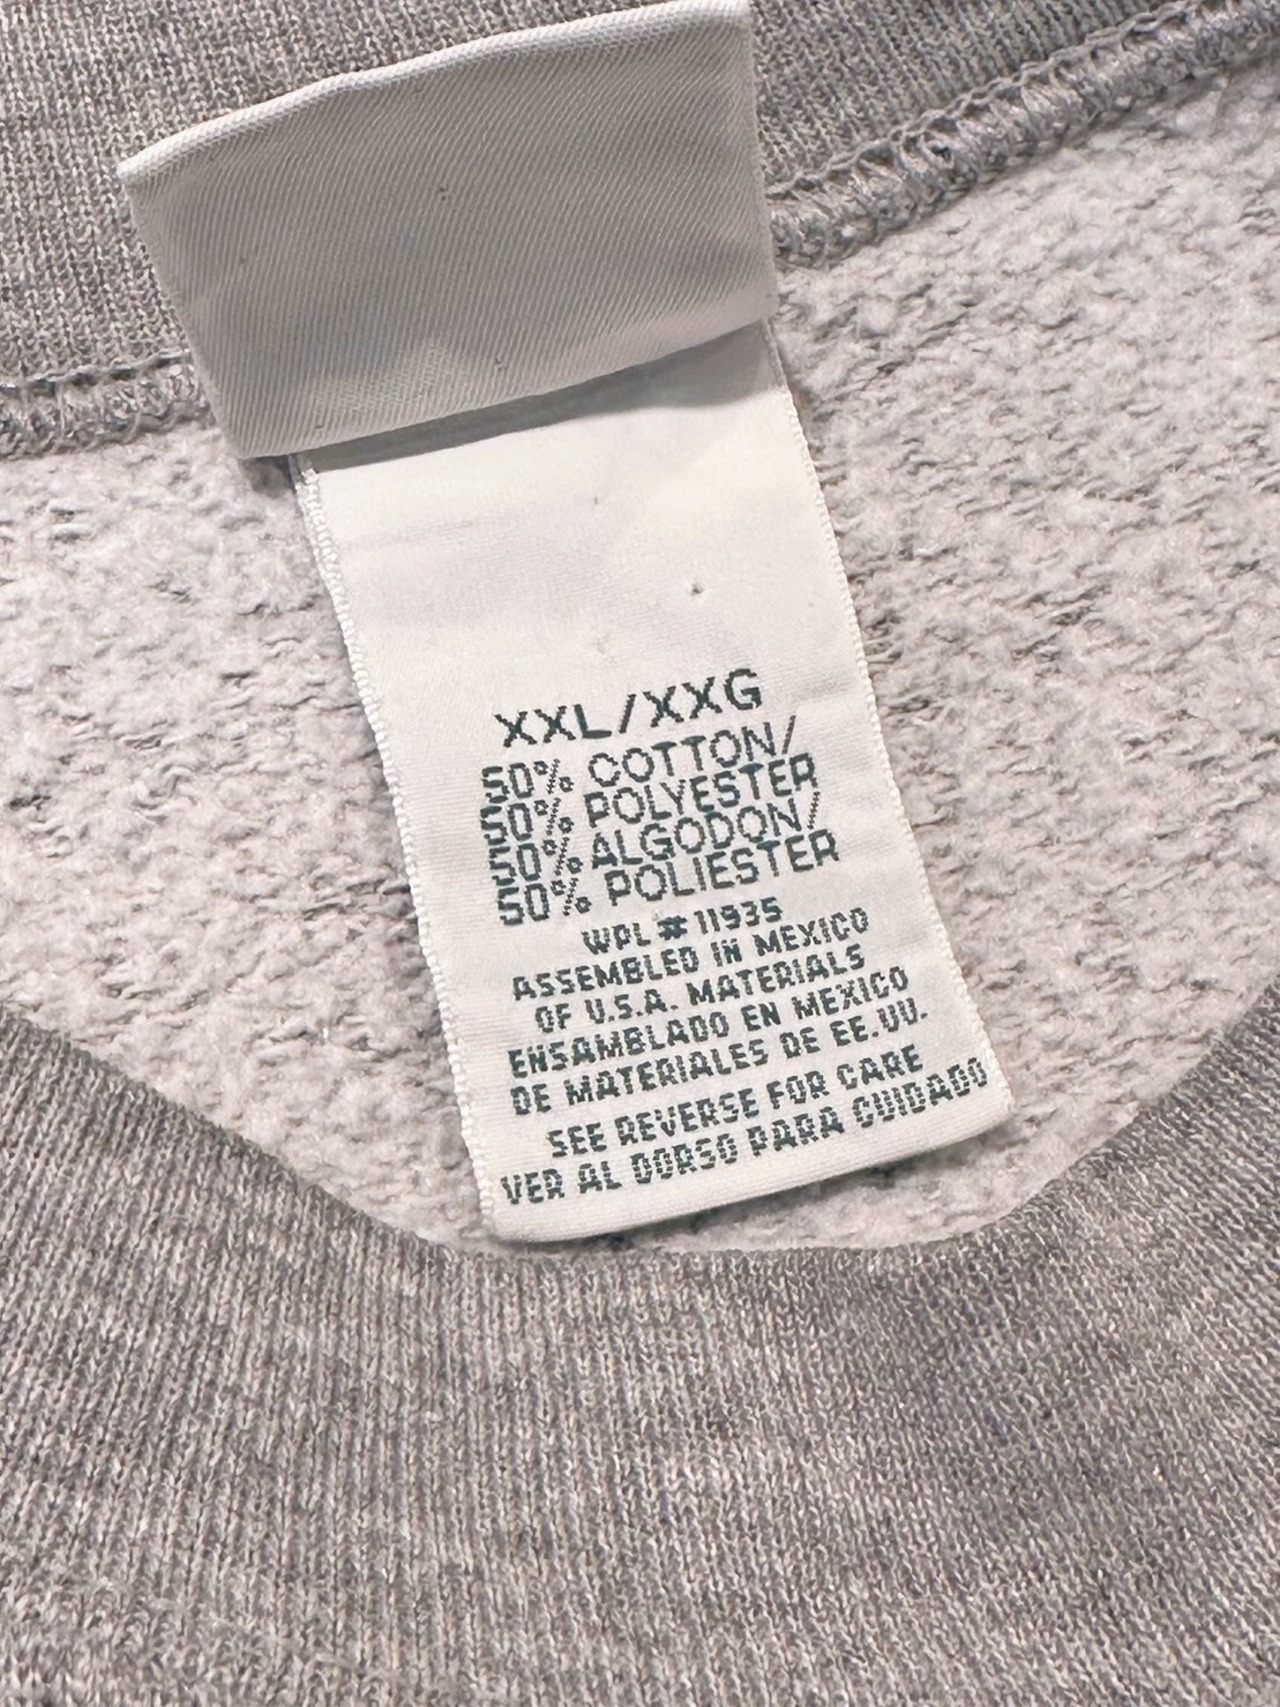 XXL/XXG
50% COTTON/
50% POLYESTER
50% ALGODON/
50% POLIESTER
WPL # 11935
ASSEMBLED IN MEXICO
OF U.S.A. MATERIALS
ENSAMBLADO EN MEXICO
DE MATERIALES DE EE.UU.
SEE REVERSE FOR CARE
VER AL DORSO PARA CUIDADO